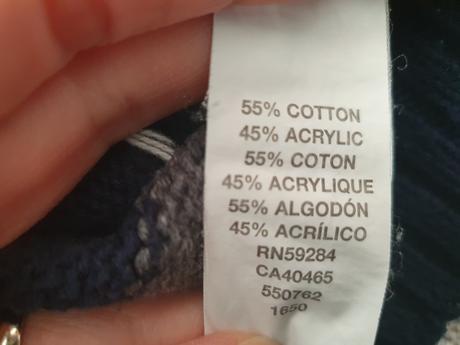 55% COTTON
45% ACRYLIC
55% COTON
45% ACRYLIQUE
55% ALGODÓN
45% ACRÍLICO
RN59284
CA40465
550762
1650